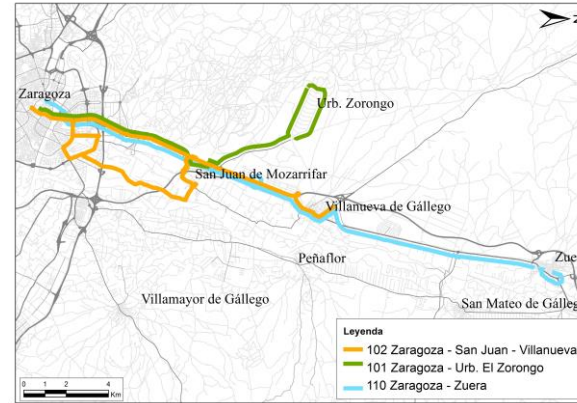 Zaragoza
Urb. Zorongo
San Juan de Mozarrifar
Villanueva de Gállego
Peñaflor
Zue
Villamayor de Gállego
San Mateo de Gálleg
Leyenda
102 Zaragoza - San Juan - Villanueva
101 Zaragoza - Urb. El Zorongo
110 Zaragoza - Zuera
0 1 2 4
Km